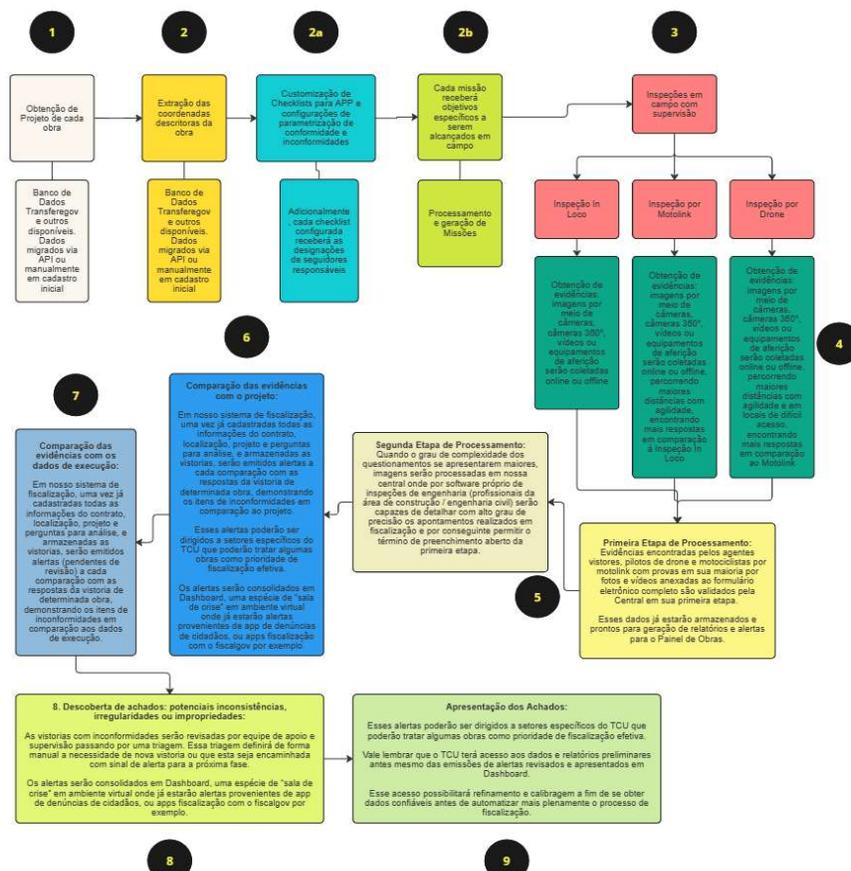 1
2
2a
2b
3
Obtenção de
Projeto de cada
obra
Extração das
coordenadas
descritoras da
obra
Customização de
Checklists para APP e
configurações de
parametrização de
conformidade e
inconformidades
Cada missão
receberá
objetivos
específicos a
serem
alcançados em
campo
Inspeções em
campo com
supervisão
Banco de
Dados
Transferegov
e outros
disponíveis.
Dados
migrados via
API ou
manualmente
em cadastro
inicial
Banco de
Dados
Transferegov
e outros
disponíveis.
Dados
migrados via
API ou
manualmente
em cadastro
inicial
Adicionalmente
, cada checklist
configurada
receberá as
designações
de seguidores
responsáveis
Processamento
e geração de
Missões
Inspeção In
Loco
Inspeção por
Motolink
Inspeção por
Drone
Obtenção de
evidências:
imagens por
meio de
câmeras,
câmeras 360º,
vídeos ou
equipamentos
de aferição
serão coletadas
online ou offline
Obtenção de
evidências:
imagens por
meio de
câmeras,
câmeras 360º,
vídeos ou
equipamentos
de aferição
serão coletadas
online ou offline,
percorrendo
maiores
distâncias com
agilidade,
encontrando
mais respostas
em comparação
à Inspeção In
Loco
Obtenção de
evidências:
imagens por
meio de
câmeras,
câmeras 360º,
vídeos ou
equipamentos
de aferição
serão coletadas
online ou offline,
percorrendo
maiores
distâncias com
agilidade e em
locais de difícil
acesso,
encontrando
mais respostas
em comparação
ao Motolink
4
Primeira Etapa de Processamento:
Evidências encontradas pelos agentes
vistores, pilotos de drone e motociclistas por
motolink com provas em sua maioria por
fotos e vídeos anexadas ao formulário
eletrônico completo são validados pela
Central em sua primeira etapa.
Esses dados já estarão armazenados e
prontos para geração de relatórios e alertas
para o Painel de Obras.
5
Segunda Etapa de Processamento:
Quando o grau de complexidade dos
questionamentos se apresentarem maiores,
imagens serão processadas em nossa
central onde por software próprio de
inspeções de engenharia (profissionais da
área de construção / engenharia civil) serão
capazes de detalhar com alto grau de
precisão os apontamentos realizados em
fiscalização e por conseguinte permitir o
término de preenchimento aberto da
primeira etapa.
6
Comparação das evidências
com o projeto:
Em nosso sistema de fiscalização,
uma vez já cadastradas todas as
informações do contrato,
localização, projeto e perguntas
para análise, e armazenadas as
vistorias, serão emitidos alertas a
cada comparação com as
respostas da vistoria de
determinada obra, demonstrando
os itens de inconformidades em
comparação ao projeto.
Esses alertas poderão ser
dirigidos a setores específicos do
TCU que poderão tratar algumas
obras como prioridade de
fiscalização efetiva.
Os alertas serão consolidados em
Dashboard, uma espécie de "sala
de crise" em ambiente virtual
onde já estarão alertas
provenientes de app de denúncias
de cidadãos, ou apps fiscalização
com o fiscalgov por exemplo.
7
Comparação das
evidências com os
dados de execução:
Em nosso sistema de
fiscalização, uma vez já
cadastradas todas as
informações do contrato,
localização, projeto e
perguntas para análise, e
armazenadas as
vistorias, serão emitidos
alertas (pendentes de
revisão) a cada
comparação com as
respostas da vistoria de
determinada obra,
demonstrando os itens de
inconformidades em
comparação aos dados
de execução.
8. Descoberta de achados: potenciais inconsistências,
irregularidades ou impropriedades:
As vistorias com inconformidades serão revisadas por equipe de apoio e
supervisão passando por uma triagem. Essa triagem definirá de forma
manual a necessidade de nova vistoria ou que esta seja encaminhada
com sinal de alerta para a próxima fase.
Os alertas serão consolidados em Dashboard, uma espécie de "sala de
crise" em ambiente virtual onde já estarão alertas provenientes de app
de denúncias de cidadãos, ou apps fiscalização com o fiscalgov por
exemplo.
Apresentação dos Achados:
Esses alertas poderão ser dirigidos a setores específicos do TCU que
poderão tratar algumas obras como prioridade de fiscalização efetiva.
Vale lembrar que o TCU terá acesso aos dados e relatórios preliminares
antes mesmo das emissões de alertas revisados e apresentados em
Dashboard.
Esse acesso possibilitará refinamento e calibragem a fim de se obter
dados confiáveis antes de automatizar mais plenamente o processo de
fiscalização.
8
9